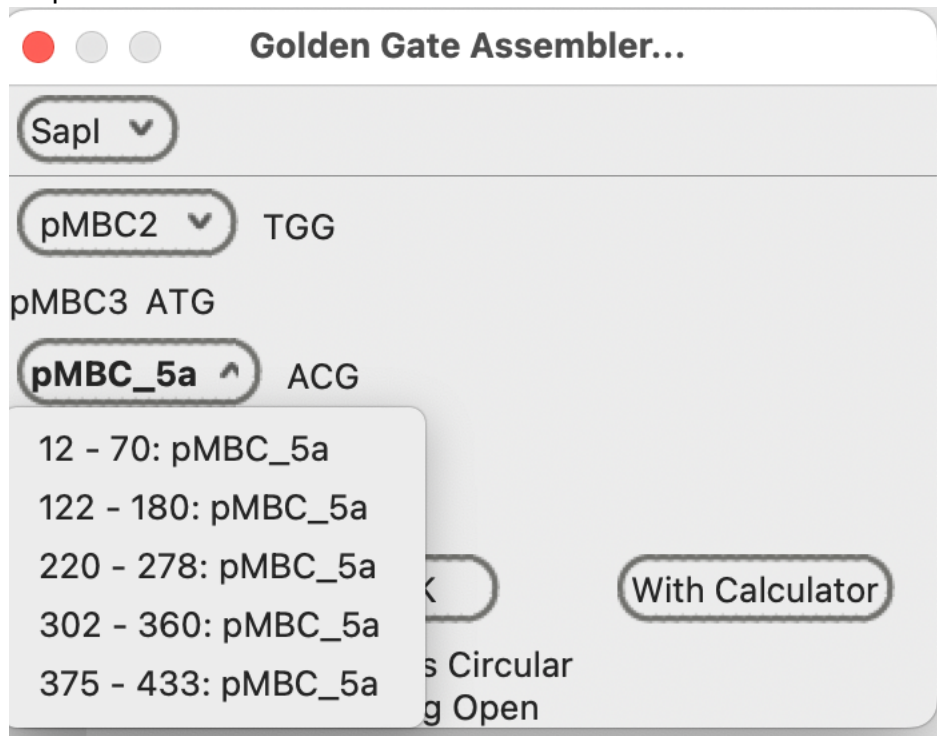 Golden Gate Assembler...
SapI
pMBC2 TGG
pMBC3 ATG
pMBC_5a ACG
12 - 70: pMBC_5a
122 - 180: pMBC_5a
220 - 278: pMBC_5a
302 - 360: pMBC_5a
With Calculator
375 - 433: pMBC_5a
Circular
Open